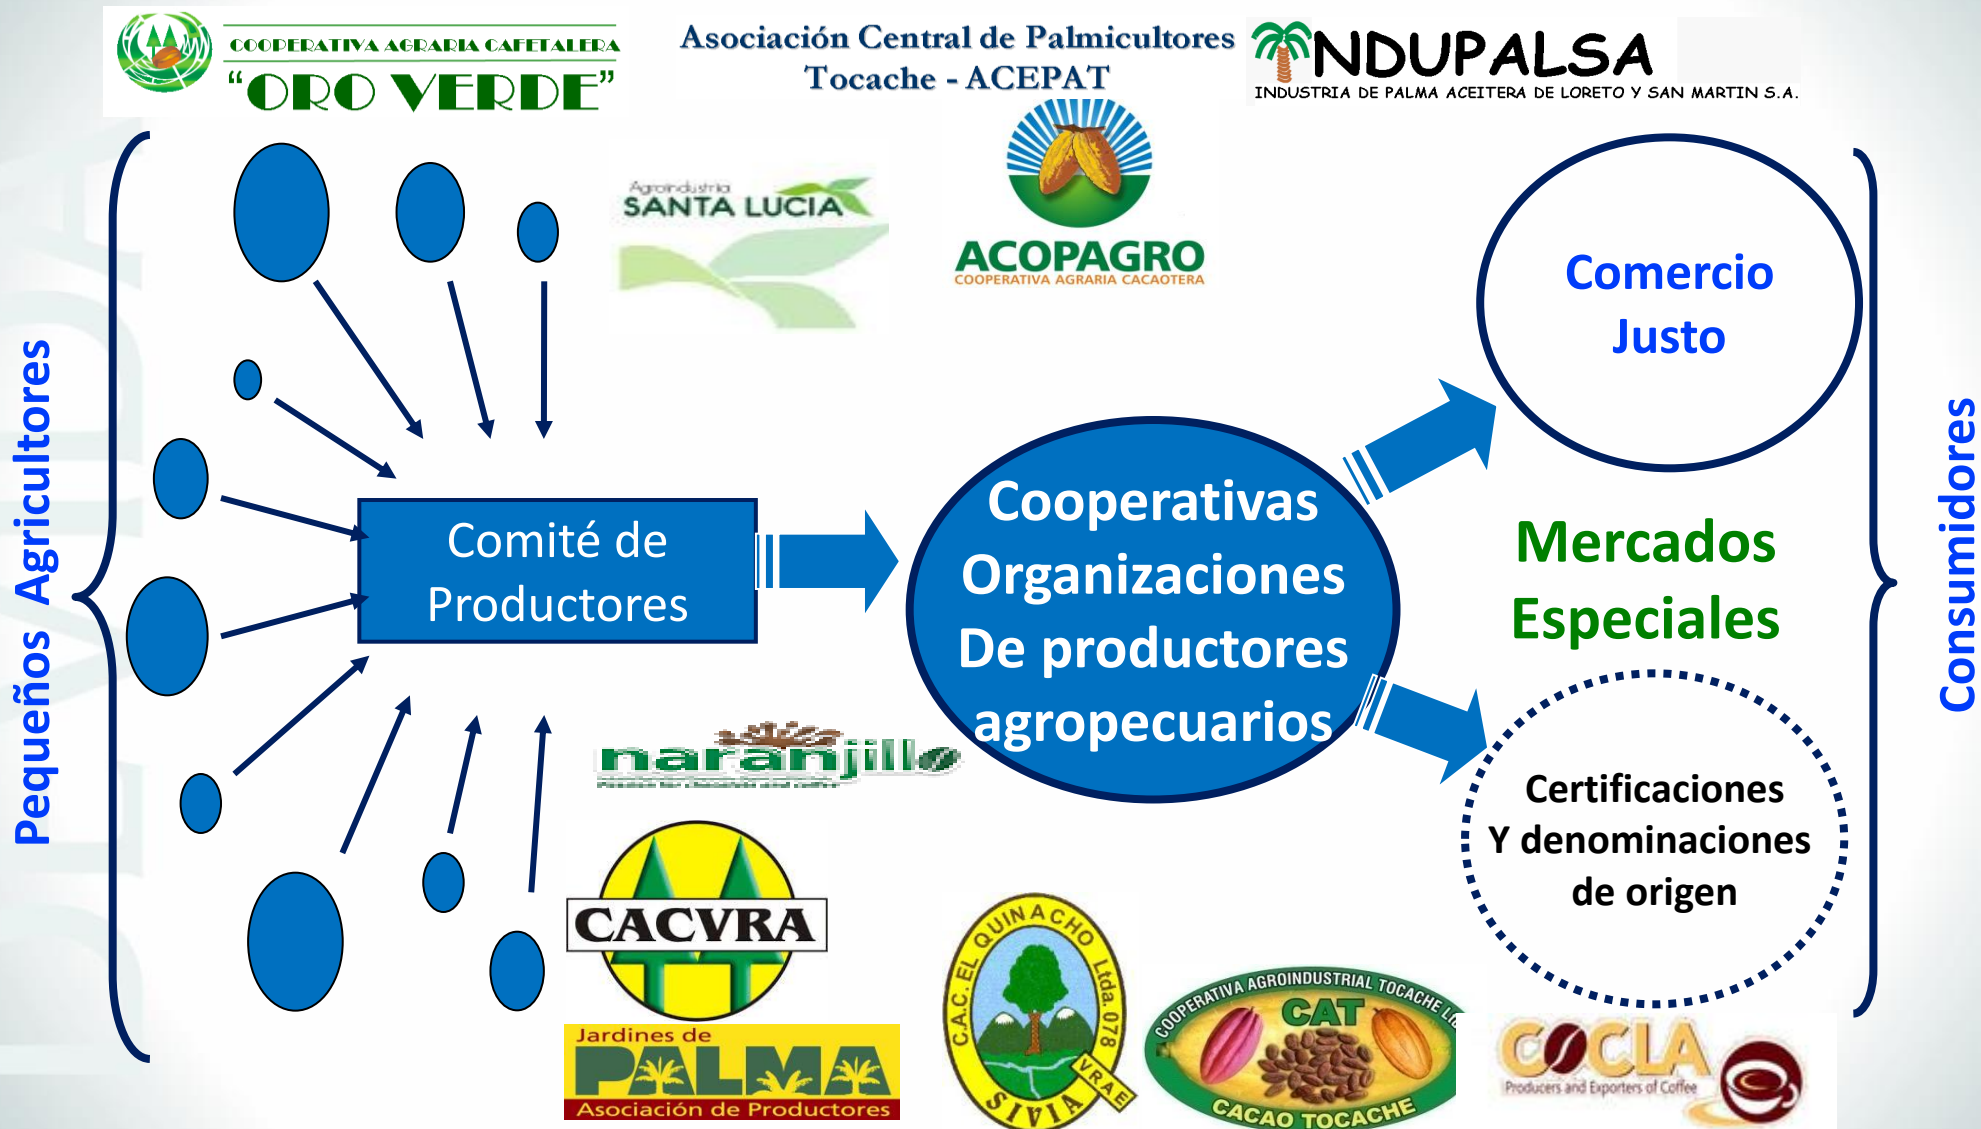 COOPERATIVA AGRARIA CAFETALERA
“ORO VERDE”
Asociación Central de Palmicultores
Tocache - ACEPAT
INDUPALSA
INDUSTRIA DE PALMA ACEITERA DE LORETO Y SAN MARTIN S.A.
Agroindustria
SANTA LUCIA
ACOPAGRO
COOPERATIVA AGRARIA CACAOTERA
Pequeños Agricultores
Comité de
Productores
Cooperativas
Organizaciones
De productores
agropecuarios
Comercio
Justo
Mercados
Especiales
Certificaciones
Y denominaciones
de origen
Consumidores
naranjillo
CACVRA
Jardines de
PALMA
Asociación de Productores
C.A.C. EL QUINACHO Ltda. 078
VRAE
SIVIA
COOPERATIVA AGROINDUSTRIAL TOCACHE
CAT
CACAO TOCACHE
COCLA
Producers and Exporters of Coffee